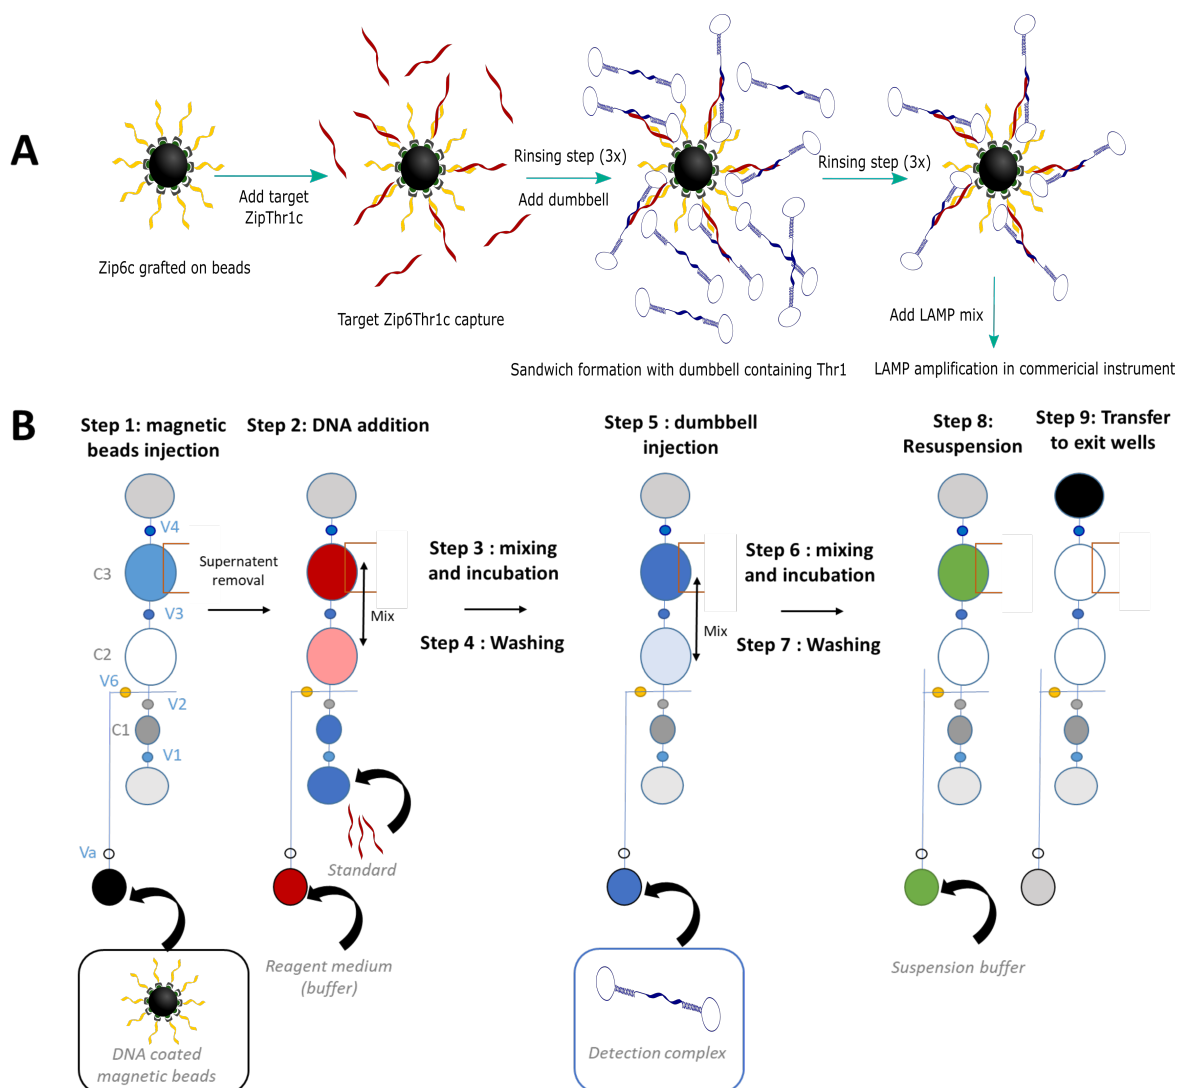 A
Add target
ZipThr1c
Rinsing step (3x)
Add dumbbell
Rinsing step (3x)
Zip6c grafted on beads
Target Zip6Thr1c capture
Add LAMP mix
Sandwich formation with dumbbell containing Thr1
LAMP amplification in commericial instrument
B
Step 1: magnetic
beads injection
Step 2: DNA addition
Step 5 : dumbbell
injection
Step 8:
Resuspension
Step 9: Transfer
to exit wells
V4
C3
Supernatent
removal
V3
Mix
Step 3 : mixing
and incubation
Step 4 : Washing
Mix
Step 6 : mixing
and incubation
Step 7 : Washing
C2
V6
V2
C1
V1
Va
Standard
Reagent medium
(buffer)
Suspension buffer
DNA coated
magnetic beads
Detection complex